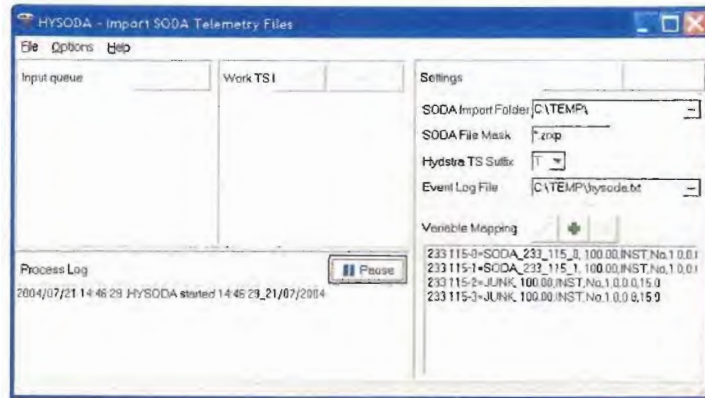 HYSODA - Import SODA Telemetry Files
File Options Help
Input queue
Work TS
Process Log
Pause
2004/07/21 14:46:29 HYSODA started 14:46:29_21/07/2004
Settings
SODA Import Folder C:\TEMP\
SODA File Mask *.zrxp
Hydstra TS Suffix T
Event Log File C:\TEMP\hysoda.txt
Variable Mapping
233 115-0=SODA_233_115_0, 100.00,INST,No,1.0,0.
233 115-1=SODA_233_115_1, 100.00,INST,No,1.0,0.
233 115-2=JUNK, 100.00,INST,No,1.0,0.0,15.0
233 115-3=JUNK, 100.00,INST,No,1.0,0.0,15.0